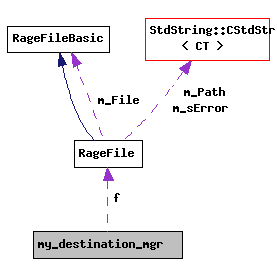 RageFileBasic
StdString::CStdStr
< CT >
m_File
m_Path
m_sError
RageFile
f
my_destination_mgr